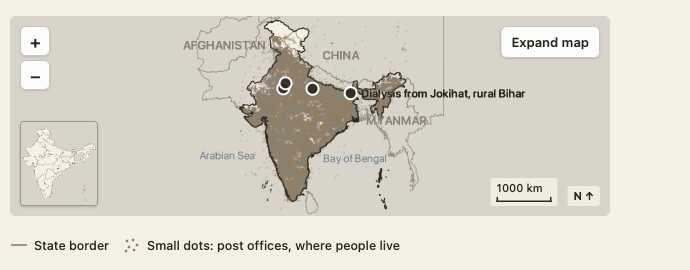 +
−
Expand map
AFGHANISTAN
CHINA
Dialysis from Jokihat, rural Bihar
MYANMAR
Arabian Sea
Bay of Bengal
1000 km
N ↑
State border
Small dots: post offices, where people live